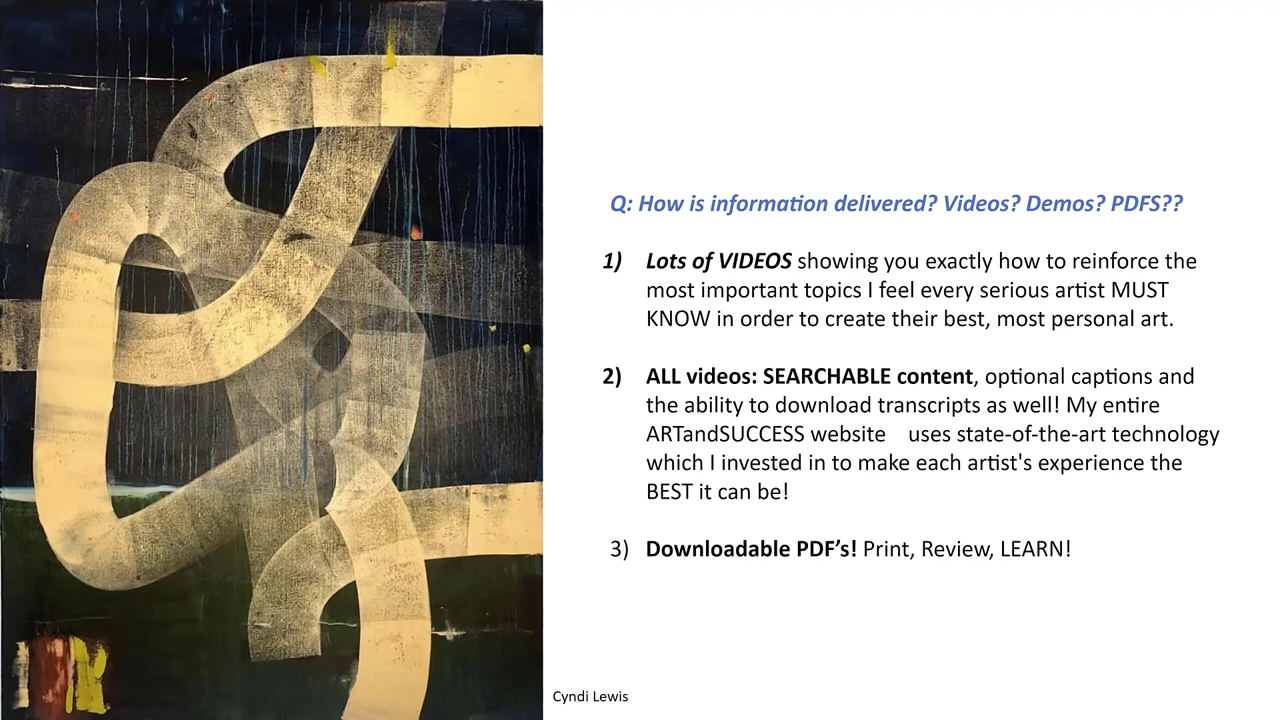 Q: How is information delivered? Videos? Demos? PDFS??
1) Lots of VIDEOS showing you exactly how to reinforce the
most important topics I feel every serious artist MUST
KNOW in order to create their best, most personal art.
2) ALL videos: SEARCHABLE content, optional captions and
the ability to download transcripts as well! My entire
ARTandSUCCESS website uses state-of-the-art technology
which I invested in to make each artist's experience the
BEST it can be!
3) Downloadable PDF’s! Print, Review, LEARN!
Cyndi Lewis